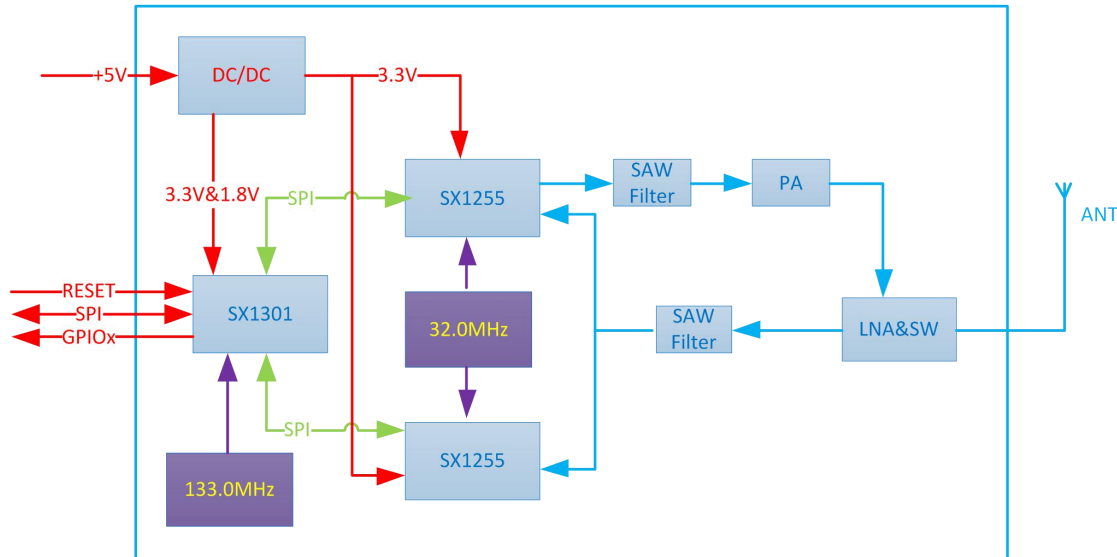 +5V
DC/DC
3.3V
3.3V&1.8V
SPI
SX1255
SAW
Filter
PA
ANT
RESET
SPI
GPIOx
SX1301
32.0MHz
SAW
Filter
LNA&SW
SPI
SX1255
133.0MHz